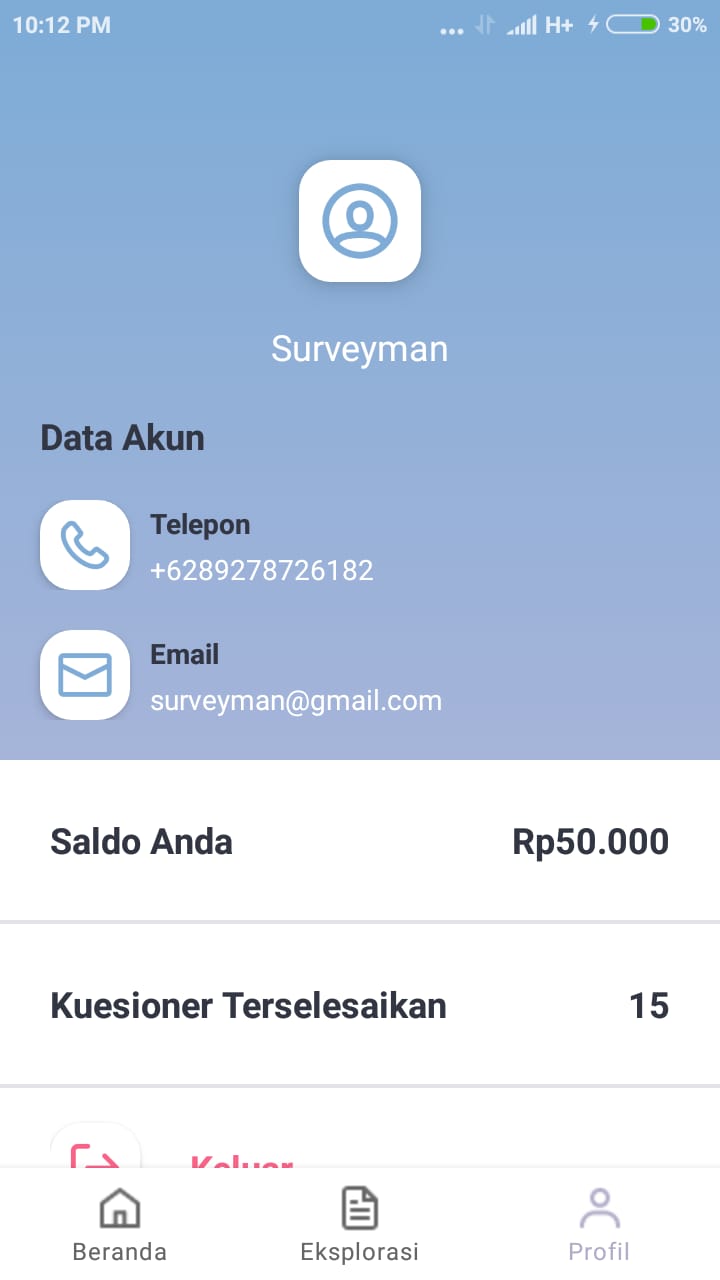 10:12 PM
... H+ 30%
Surveyman
Data Akun
Telepon
+6289278726182
Email
surveyman@gmail.com
Saldo Anda Rp50.000
Kuesioner Terselesaikan 15
Keluar
Beranda Eksplorasi Profil